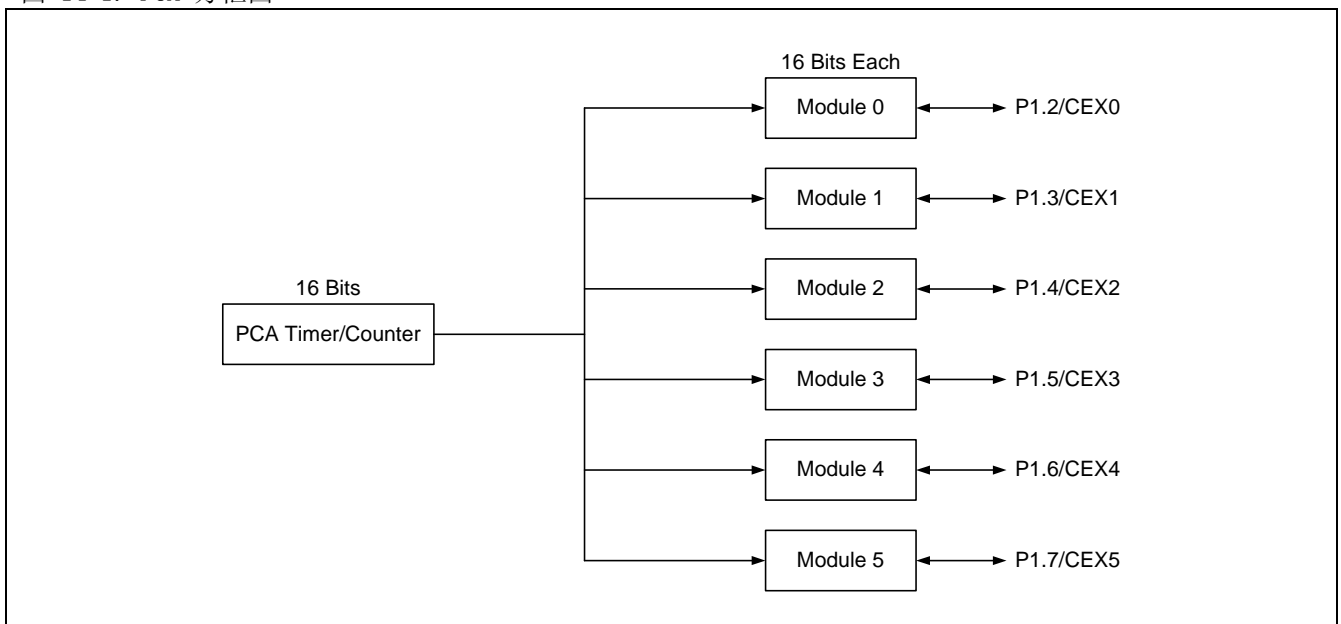 16 Bits Each
Module 0
P1.2/CEX0
Module 1
P1.3/CEX1
Module 2
P1.4/CEX2
16 Bits
PCA Timer/Counter
Module 3
P1.5/CEX3
Module 4
P1.6/CEX4
Module 5
P1.7/CEX5